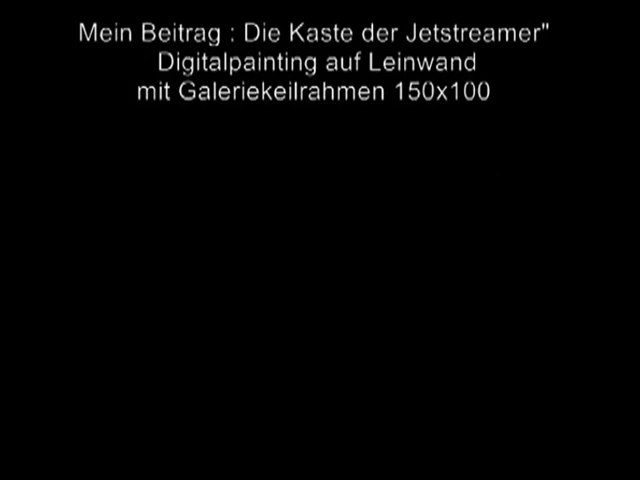 Mein Beitrag : Die Kaste der Jetstreamer"
Digitalpainting auf Leinwand
mit Galeriekeilrahmen 150x100